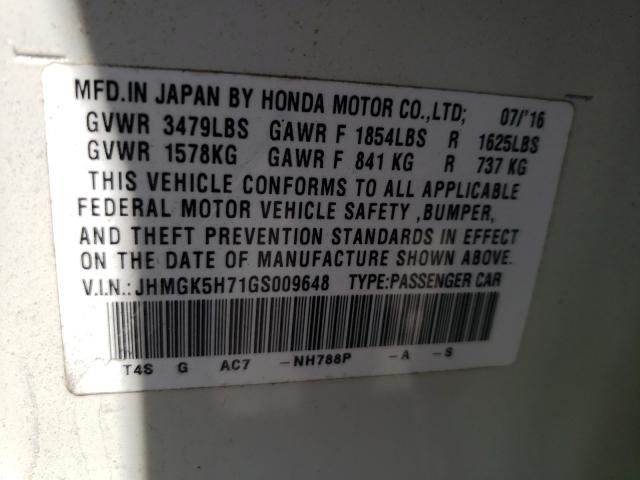 MFD.IN JAPAN BY HONDA MOTOR CO.,LTD; 07/'16
GVWR 3479LBS GAWR F 1854LBS R 1625LBS
GVWR 1578KG GAWR F 841 KG R 737 KG
THIS VEHICLE CONFORMS TO ALL APPLICABLE
FEDERAL MOTOR VEHICLE SAFETY ,BUMPER,
AND THEFT PREVENTION STANDARDS IN EFFECT
ON THE DATE OF MANUFACTURE SHOWN ABOVE.
V.I.N.:JHMGK5H71GS009648 TYPE:PASSENGER CAR
T4S G AC7 -NH788P -A -S